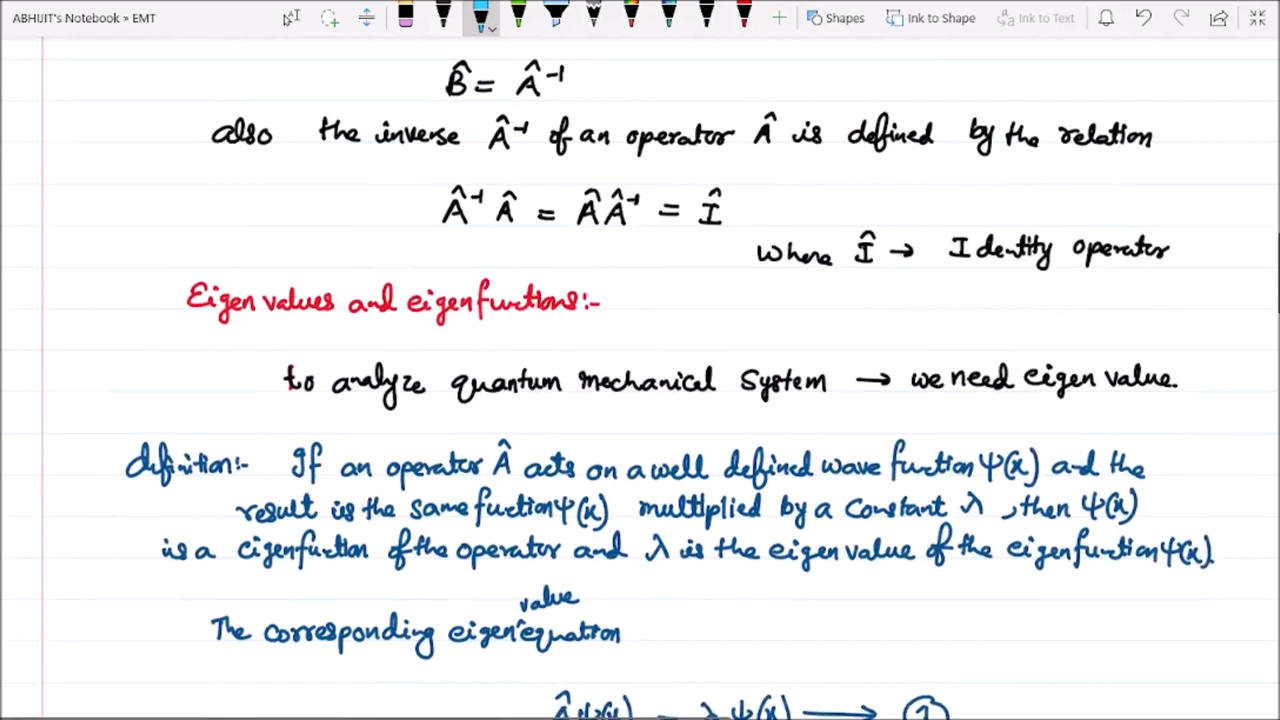 ABHIJIT's Notebook » EMT
Shapes Ink to Shape Ink to Text
B̂ = Â⁻¹
also the inverse Â⁻¹ of an operator Â is defined by the relation
Â⁻¹ Â = Â Â⁻¹ = Î
where Î → Identity operator
Eigen values and eigenfunctions:-
to analyze quantum mechanical system → we need eigen value.
definition:- If an operator Â acts on a well defined wave function ψ(x) and the
result is the same function ψ(x) multiplied by a constant λ, then ψ(x)
is a eigenfunction of the operator and λ is the eigen value of the eigenfunction ψ(x).
value
The corresponding eigen^equation
Â ψ(x) = λ ψ(x) → ①